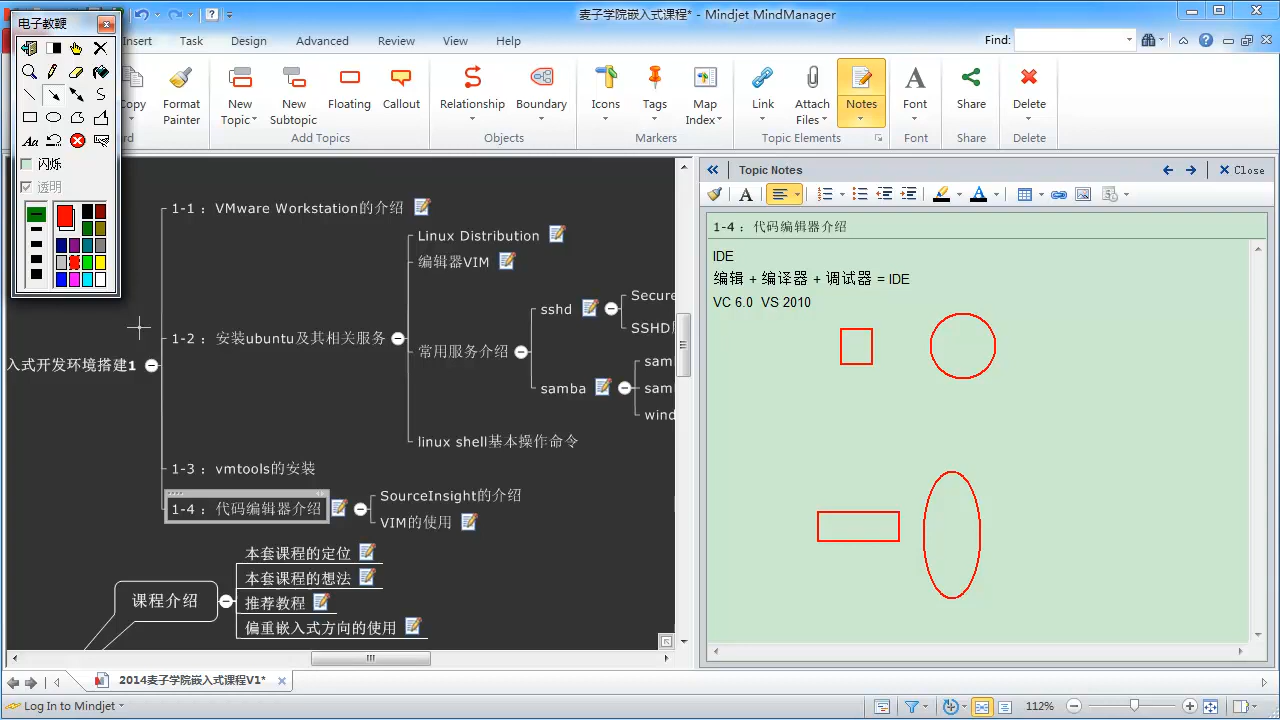 麦子学院嵌入式课程* - Mindjet MindManager
电子教鞭
Insert Task Design Advanced Review View Help
Find:
Copy
Format Painter
New Topic
New Subtopic
Floating
Callout
Relationship
Boundary
Icons
Tags
Map Index
Link
Attach Files
Notes
Font
Share
Delete
Add Topics
Objects
Markers
Topic Elements
Font
Share
Delete
Aa
闪烁
透明
Topic Notes
Close
1-4 : 代码编辑器介绍
IDE
编辑 + 编译器 + 调试器 = IDE
VC 6.0 VS 2010
1-1 : VMware Workstation的介绍
Linux Distribution
编辑器VIM
sshd
Secure
SSHD
1-2 : 安装ubuntu及其相关服务
常用服务介绍
samba
sam
sam
wind
入式开发环境搭建1
linux shell基本操作命令
1-3 : vmtools的安装
1-4 : 代码编辑器介绍
SourceInsight的介绍
VIM的使用
课程介绍
本套课程的定位
本套课程的想法
推荐教程
偏重嵌入式方向的使用
2014麦子学院嵌入式课程V1*
Log In to Mindjet
112%